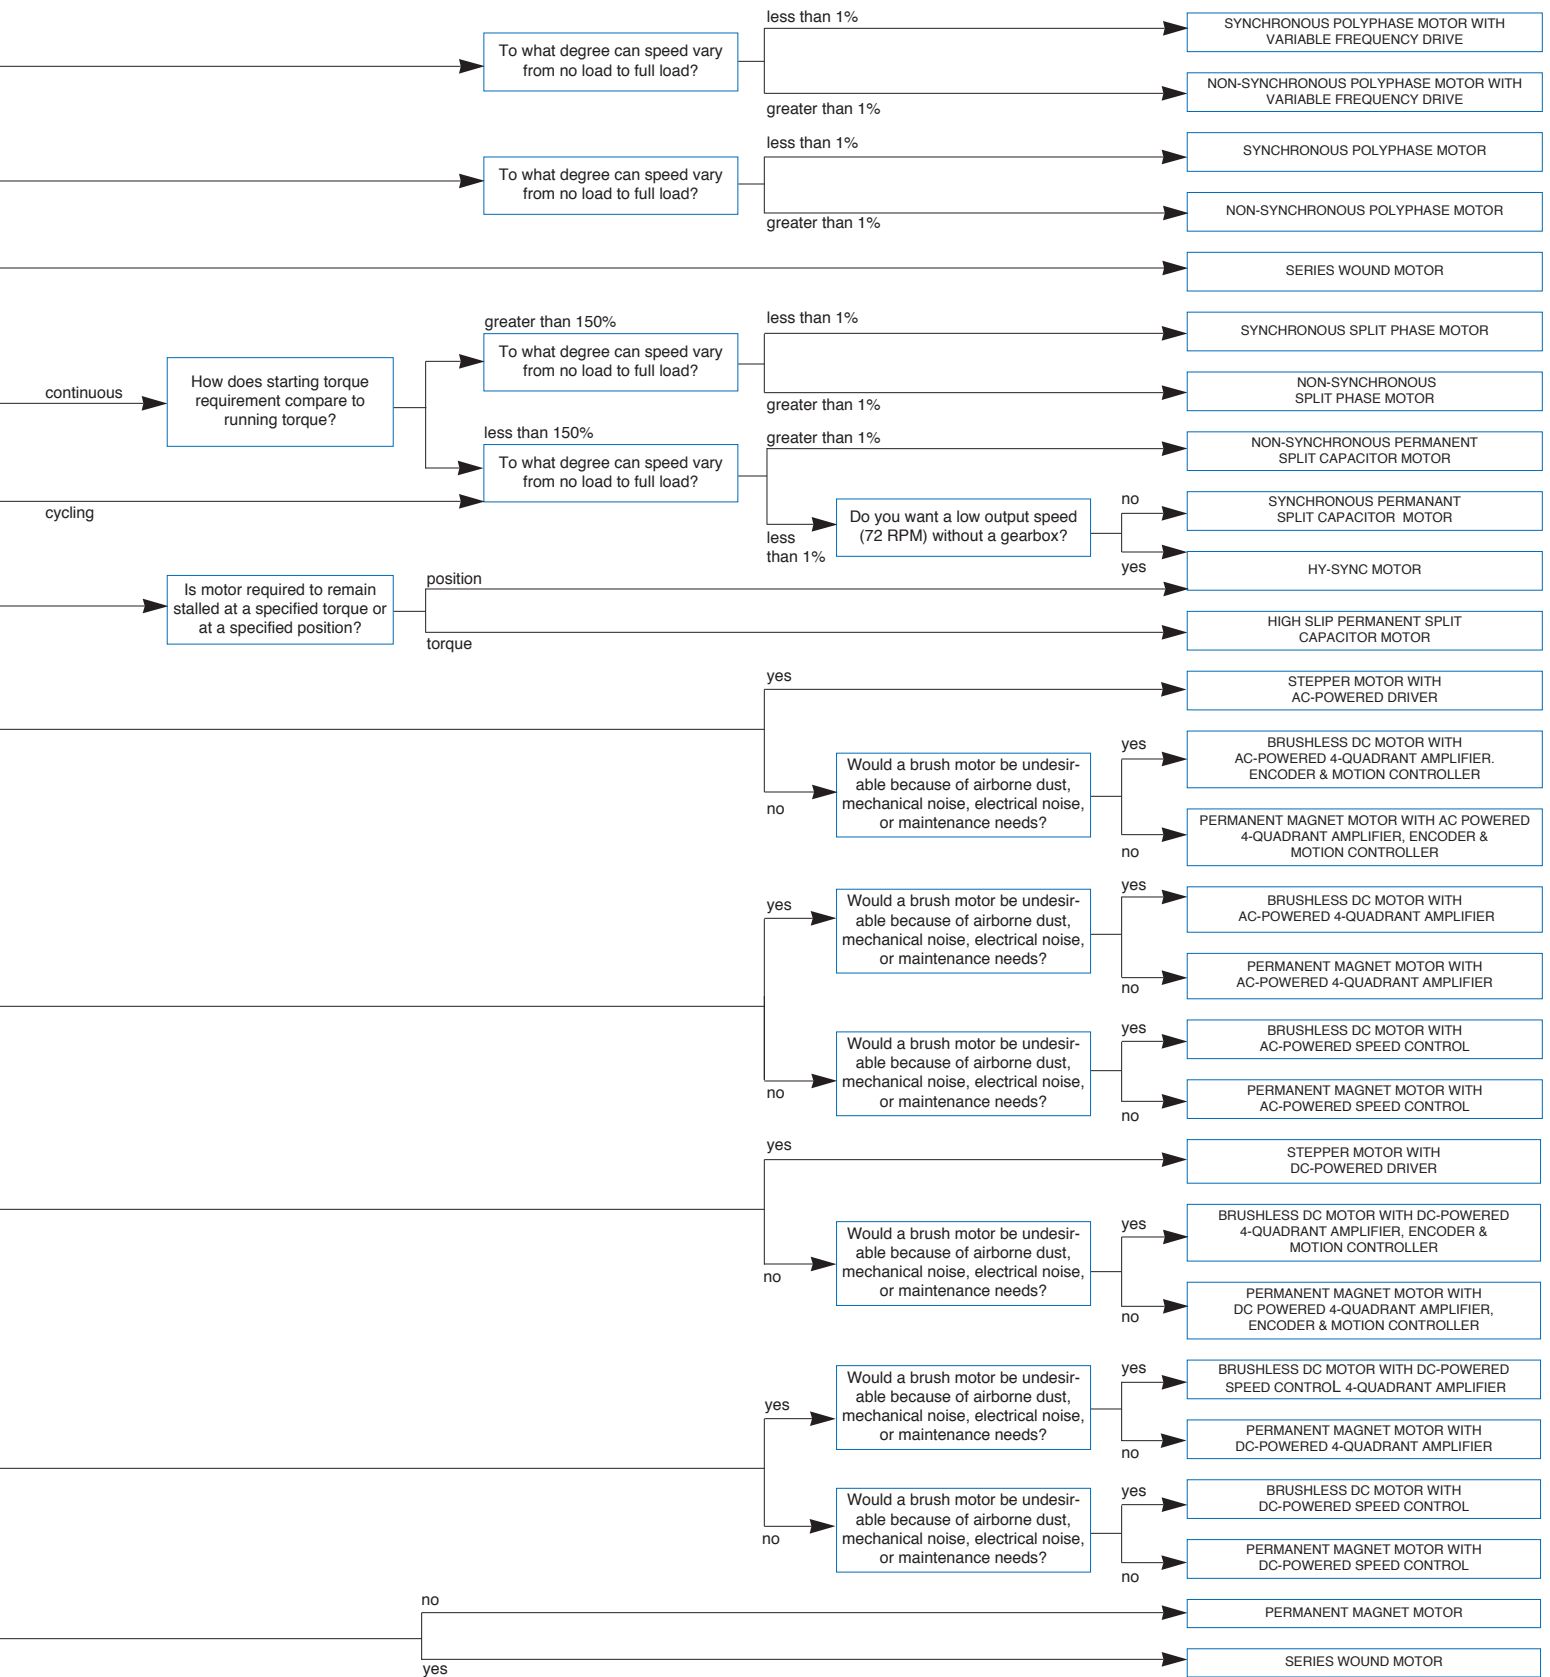 less than 1%
To what degree can speed vary
from no load to full load?
greater than 1%
SYNCHRONOUS POLYPHASE MOTOR WITH
VARIABLE FREQUENCY DRIVE
NON-SYNCHRONOUS POLYPHASE MOTOR WITH
VARIABLE FREQUENCY DRIVE
less than 1%
To what degree can speed vary
from no load to full load?
greater than 1%
SYNCHRONOUS POLYPHASE MOTOR
NON-SYNCHRONOUS POLYPHASE MOTOR
SERIES WOUND MOTOR
continuous
How does starting torque
requirement compare to
running torque?
greater than 150%
To what degree can speed vary
from no load to full load?
less than 1%
SYNCHRONOUS SPLIT PHASE MOTOR
greater than 1%
NON-SYNCHRONOUS
SPLIT PHASE MOTOR
less than 150%
To what degree can speed vary
from no load to full load?
cycling
greater than 1%
NON-SYNCHRONOUS PERMANENT
SPLIT CAPACITOR MOTOR
less
than 1%
Do you want a low output speed
(72 RPM) without a gearbox?
no
SYNCHRONOUS PERMANANT
SPLIT CAPACITOR MOTOR
yes
HY-SYNC MOTOR
Is motor required to remain
stalled at a specified torque or
at a specified position?
position
torque
HIGH SLIP PERMANENT SPLIT
CAPACITOR MOTOR
yes
STEPPER MOTOR WITH
AC-POWERED DRIVER
no
Would a brush motor be undesir-
able because of airborne dust,
mechanical noise, electrical noise,
or maintenance needs?
yes
BRUSHLESS DC MOTOR WITH
AC-POWERED 4-QUADRANT AMPLIFIER.
ENCODER & MOTION CONTROLLER
no
PERMANENT MAGNET MOTOR WITH AC POWERED
4-QUADRANT AMPLIFIER, ENCODER &
MOTION CONTROLLER
yes
Would a brush motor be undesir-
able because of airborne dust,
mechanical noise, electrical noise,
or maintenance needs?
yes
BRUSHLESS DC MOTOR WITH
AC-POWERED 4-QUADRANT AMPLIFIER
no
PERMANENT MAGNET MOTOR WITH
AC-POWERED 4-QUADRANT AMPLIFIER
no
Would a brush motor be undesir-
able because of airborne dust,
mechanical noise, electrical noise,
or maintenance needs?
yes
BRUSHLESS DC MOTOR WITH
AC-POWERED SPEED CONTROL
no
PERMANENT MAGNET MOTOR WITH
AC-POWERED SPEED CONTROL
yes
STEPPER MOTOR WITH
DC-POWERED DRIVER
no
Would a brush motor be undesir-
able because of airborne dust,
mechanical noise, electrical noise,
or maintenance needs?
yes
BRUSHLESS DC MOTOR WITH DC-POWERED
4-QUADRANT AMPLIFIER, ENCODER &
MOTION CONTROLLER
no
PERMANENT MAGNET MOTOR WITH
DC POWERED 4-QUADRANT AMPLIFIER,
ENCODER & MOTION CONTROLLER
yes
Would a brush motor be undesir-
able because of airborne dust,
mechanical noise, electrical noise,
or maintenance needs?
yes
BRUSHLESS DC MOTOR WITH DC-POWERED
SPEED CONTROL 4-QUADRANT AMPLIFIER
no
PERMANENT MAGNET MOTOR WITH
DC-POWERED 4-QUADRANT AMPLIFIER
no
Would a brush motor be undesir-
able because of airborne dust,
mechanical noise, electrical noise,
or maintenance needs?
yes
BRUSHLESS DC MOTOR WITH
DC-POWERED SPEED CONTROL
no
PERMANENT MAGNET MOTOR WITH
DC-POWERED SPEED CONTROL
no
PERMANENT MAGNET MOTOR
yes
SERIES WOUND MOTOR